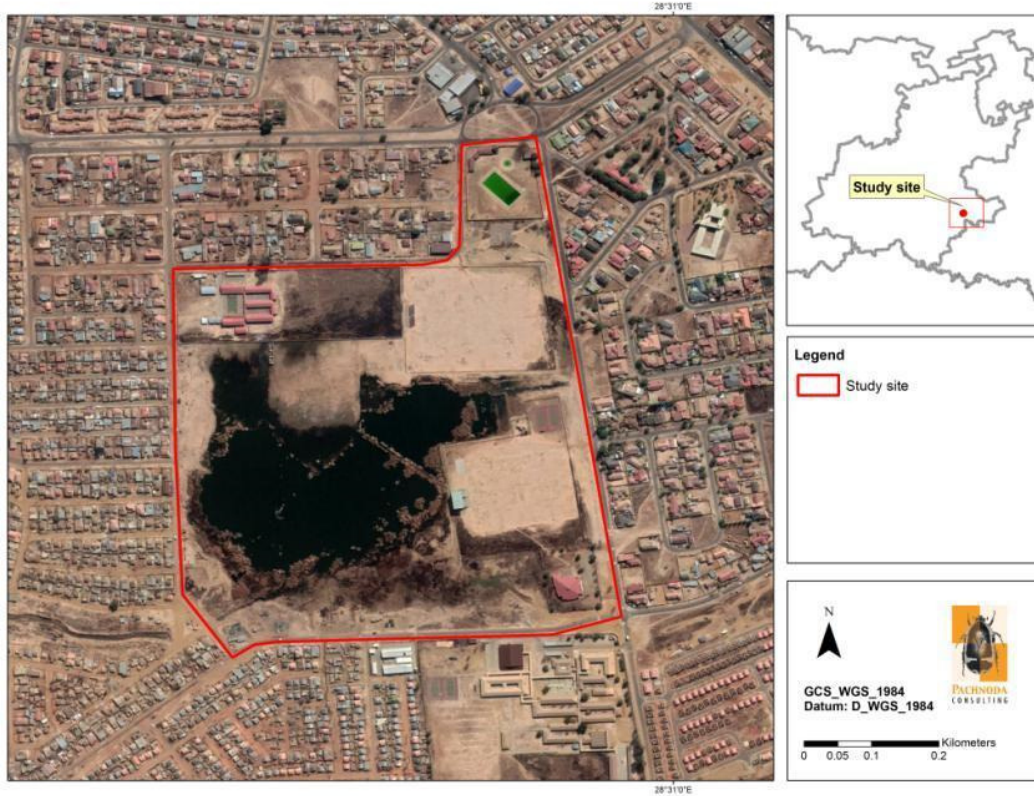 28°31'0"E
Study site
Legend
Study site
N
PACHNODA
CONSULTING
GCS_WGS_1984
Datum: D_WGS_1984
Kilometers
0 0.05 0.1 0.2
28°31'0"E